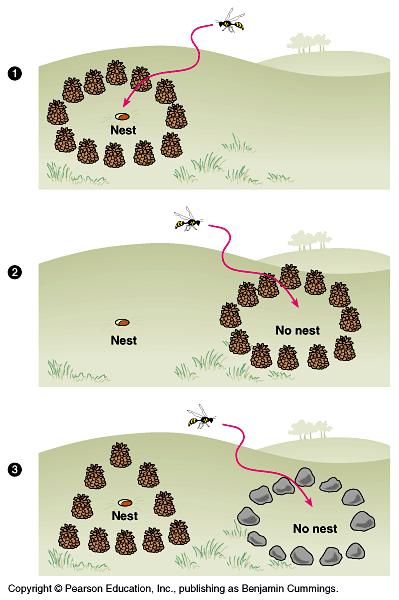 1
Nest
2
Nest
No nest
3
Nest
No nest
Copyright © Pearson Education, Inc., publishing as Benjamin Cummings.